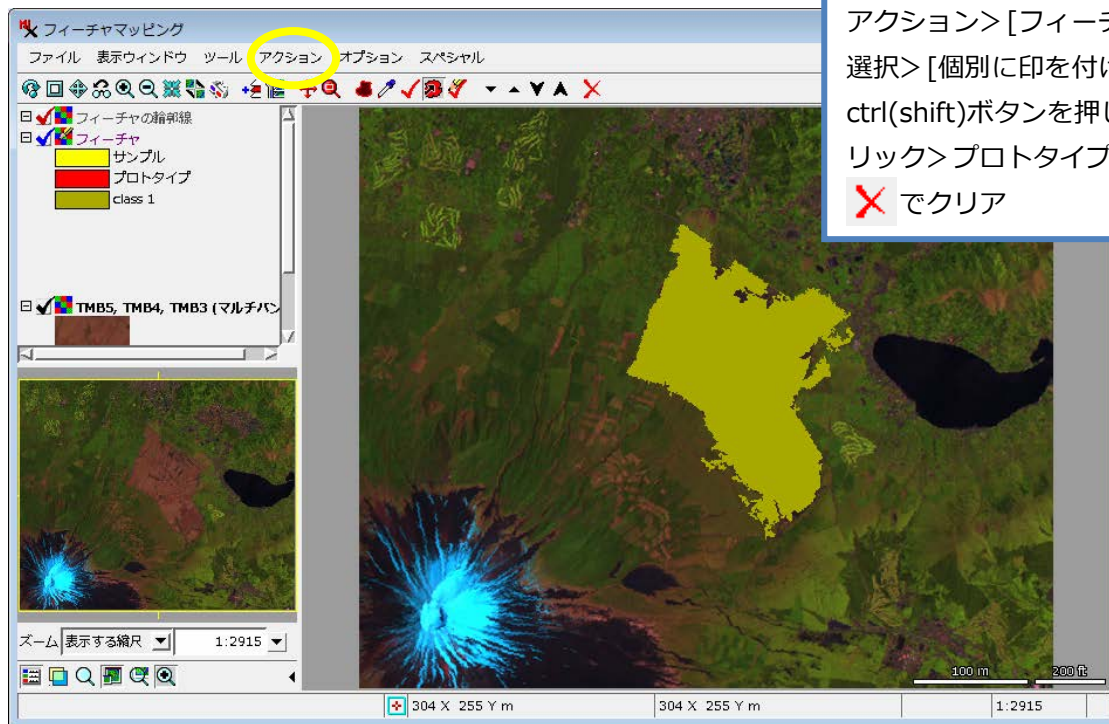 フィーチャマッピング
ファイル 表示ウィンドウ ツール アクション オプション スペシャル
フィーチャの輪郭線
フィーチャ
サンプル
プロトタイプ
class 1
TMB5, TMB4, TMB3 (マルチバン
ズーム 表示する縮尺 1:2915
100 m 200 ft
304 X 255 Y m 304 X 255 Y m 1:2915
アクション> [フィーチ
選択> [個別に印を付け
ctrl(shift)ボタンを押し
リック> プロトタイプ
でクリア